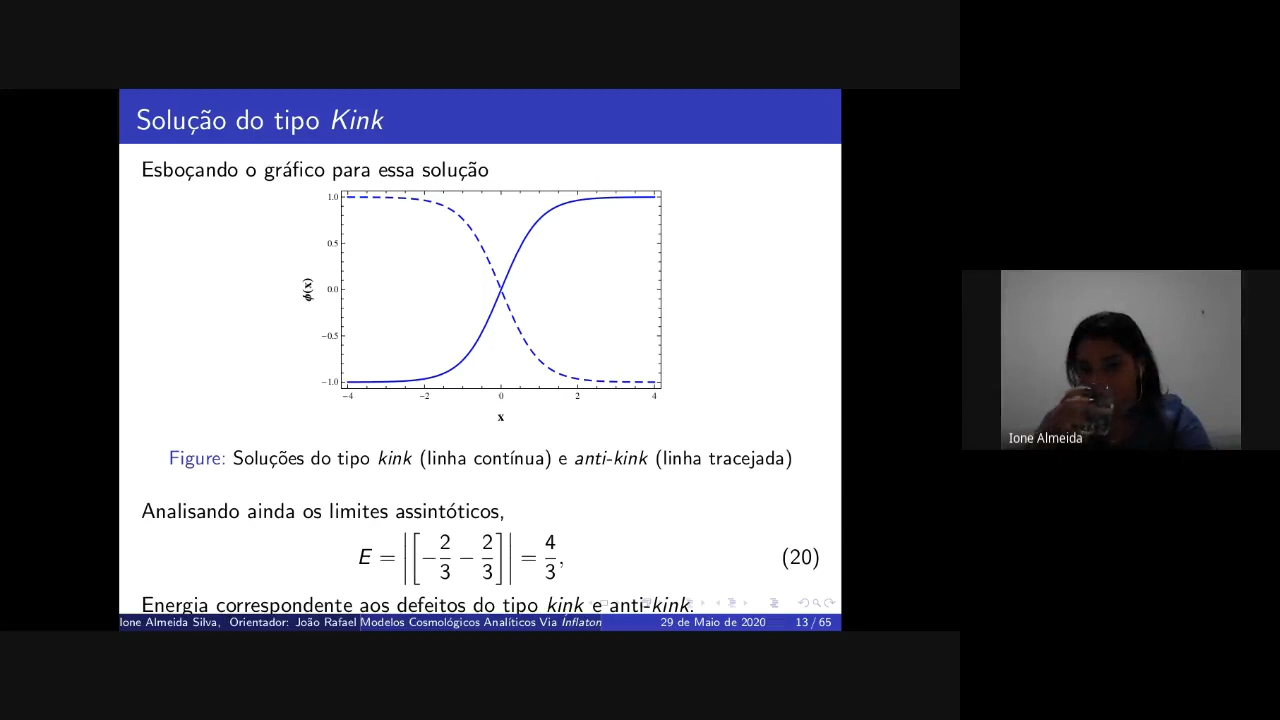 Solução do tipo Kink
Esboçando o gráfico para essa solução
1.0
0.5
0.0
−0.5
−1.0
ϕ(x)
−4 −2 0 2 4
x
Figure: Soluções do tipo kink (linha contínua) e anti-kink (linha tracejada)
Analisando ainda os limites assintóticos,
E = |[−2/3 − 2/3]| = 4/3, (20)
Energia correspondente aos defeitos do tipo kink e anti-kink.
Ione Almeida Silva, Orientador: João Rafael Modelos Cosmológicos Analíticos Via Inflaton 29 de Maio de 2020 13 / 65
Ione Almeida